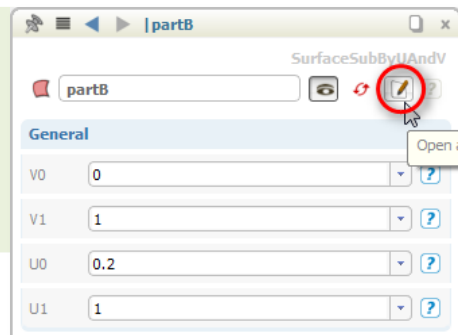 |partB
SurfaceSubByUAndV
partB
?
Open a
General
V0 0 ?
V1 1 ?
U0 0.2 ?
U1 1 ?